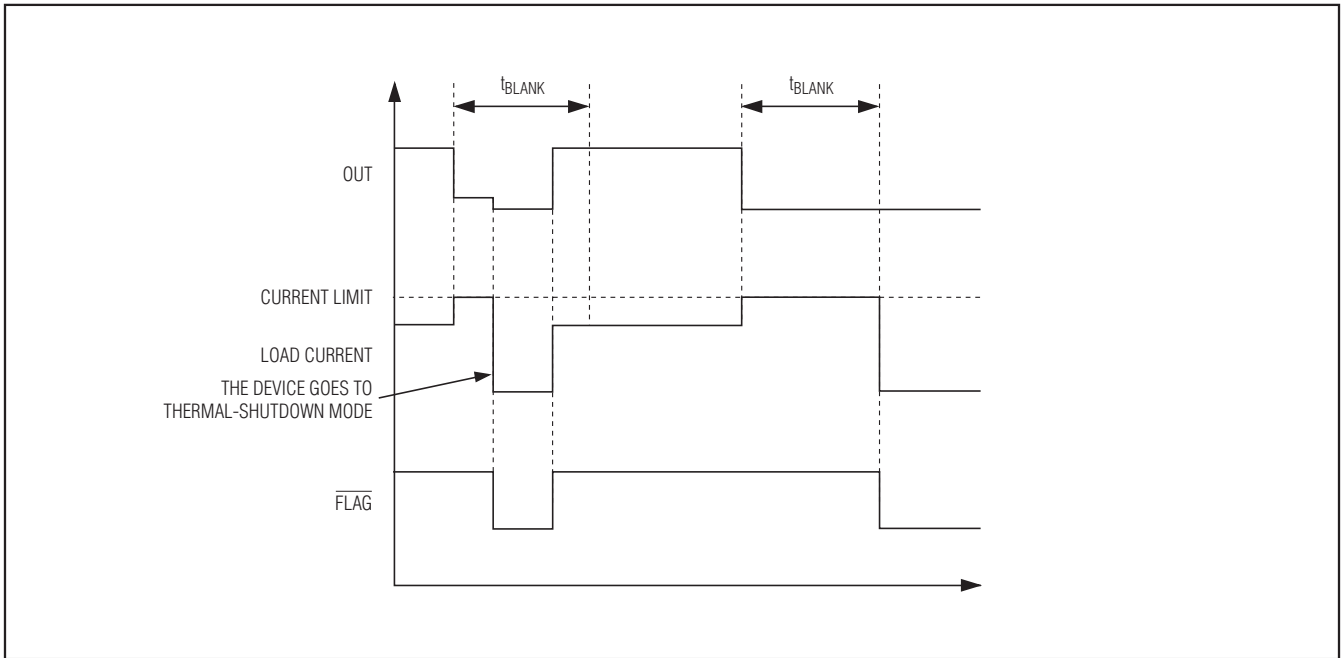 tBLANK
tBLANK
OUT
CURRENT LIMIT
LOAD CURRENT
THE DEVICE GOES TO
THERMAL-SHUTDOWN MODE
FLAG